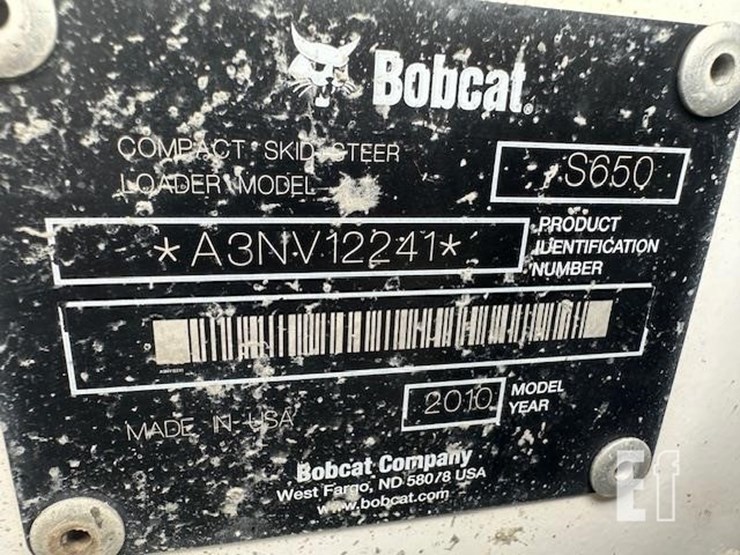 Bobcat®
COMPACT SKID STEER
LOADER MODEL
S650
PRODUCT
IDENTIFICATION
NUMBER
*A3NV12241*
MADE IN USA
2010
MODEL
YEAR
Bobcat Company
West Fargo, ND 58078 USA
www.bobcat.com
Ef